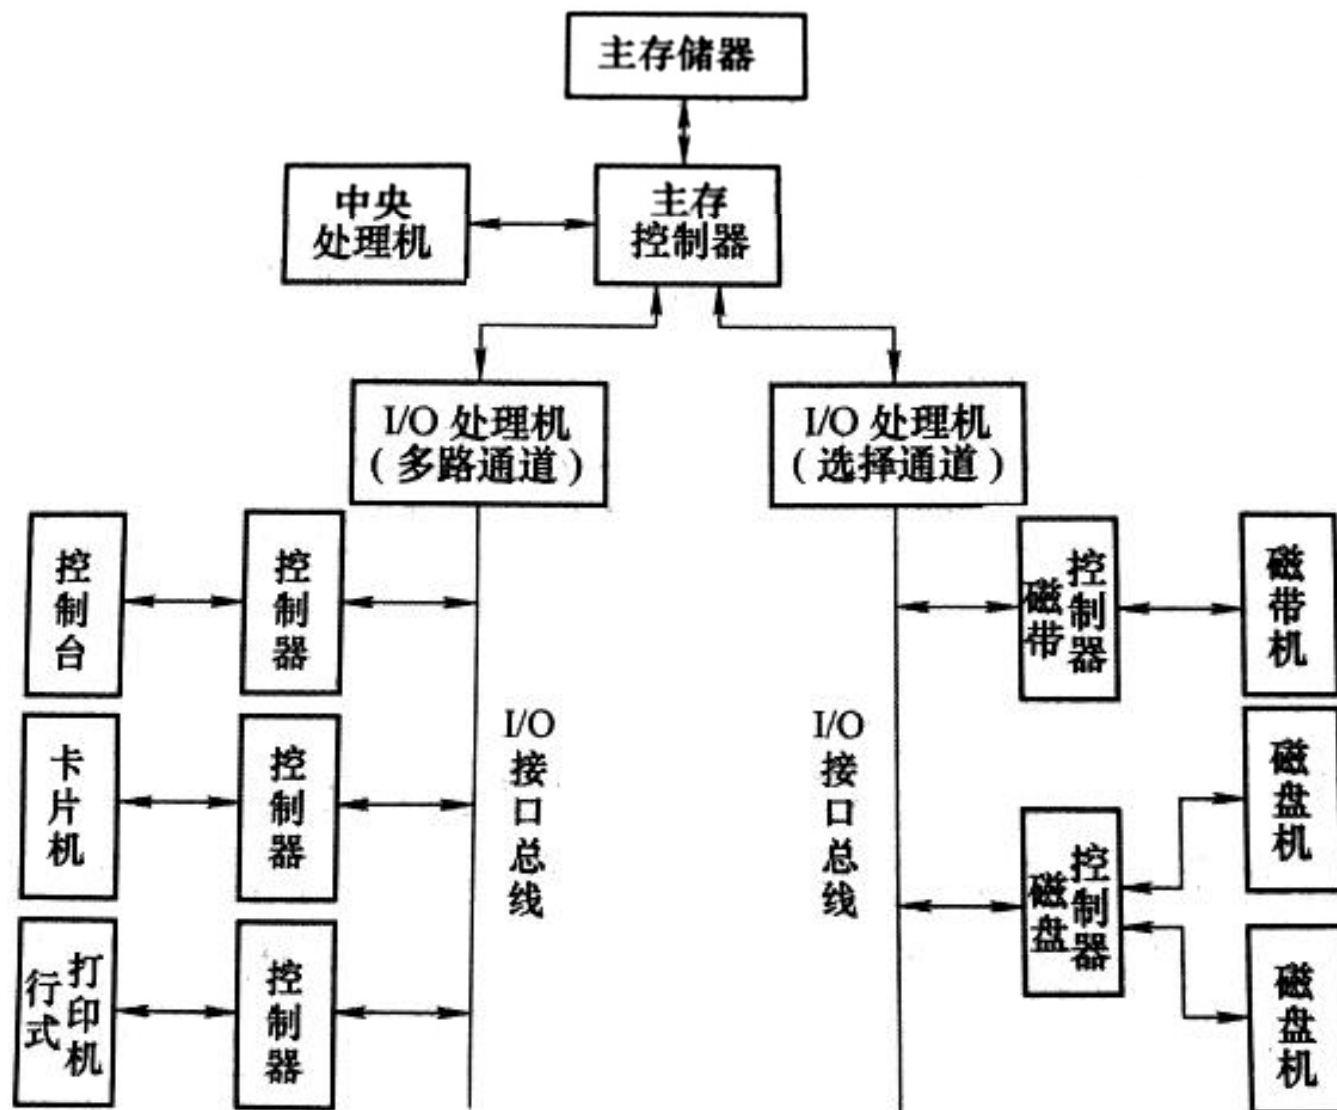 主存储器
中央
处理机
主存
控制器
I/O 处理机
(多路通道)
I/O 处理机
(选择通道)
控制台
控制器
磁带控制器
磁带机
卡片机
控制器
I/O接口总线
I/O接口总线
磁盘控制器
磁盘机
行式打印机
控制器
磁盘机